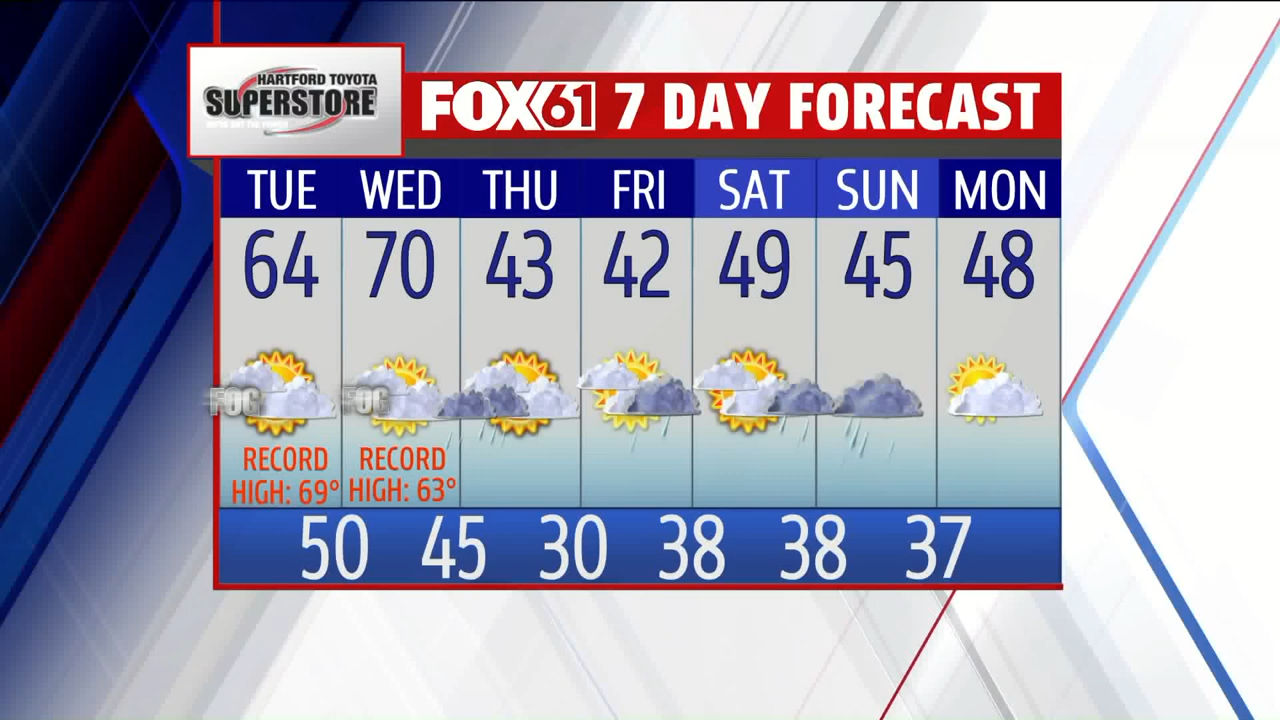 HARTFORD TOYOTA
SUPERSTORE
FOX61 7 DAY FORECAST
TUE WED THU FRI SAT SUN MON
64 70 43 42 49 45 48
FOG FOG
RECORD HIGH: 69°
RECORD HIGH: 63°
50 45 30 38 38 37